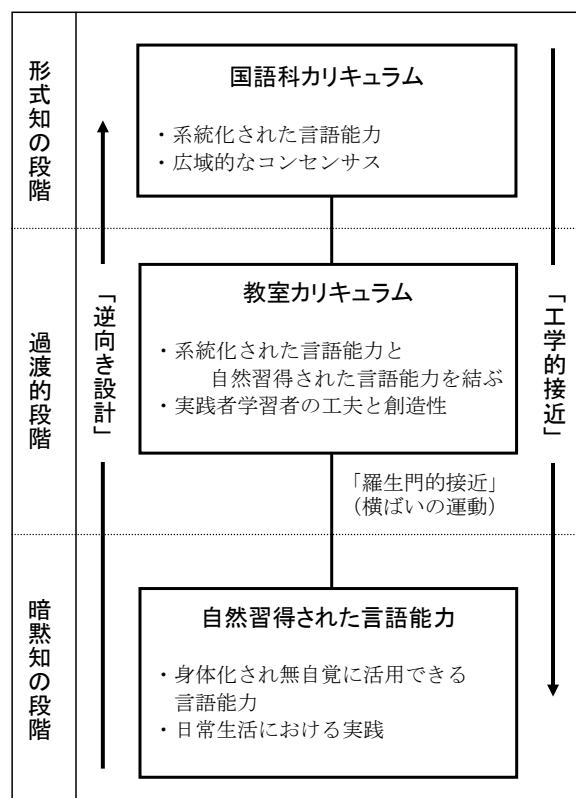 形式知の段階
国語科カリキュラム
・系統化された言語能力
・広域的なコンセンサス
過渡的段階
「逆向き設計」
教室カリキュラム
・系統化された言語能力と
自然習得された言語能力を結ぶ
・実践者学習者の工夫と創造性
「工学的接近」
「羅生門的接近」
（横ばいの運動）
暗黙知の段階
自然習得された言語能力
・身体化され無自覚に活用できる
言語能力
・日常生活における実践